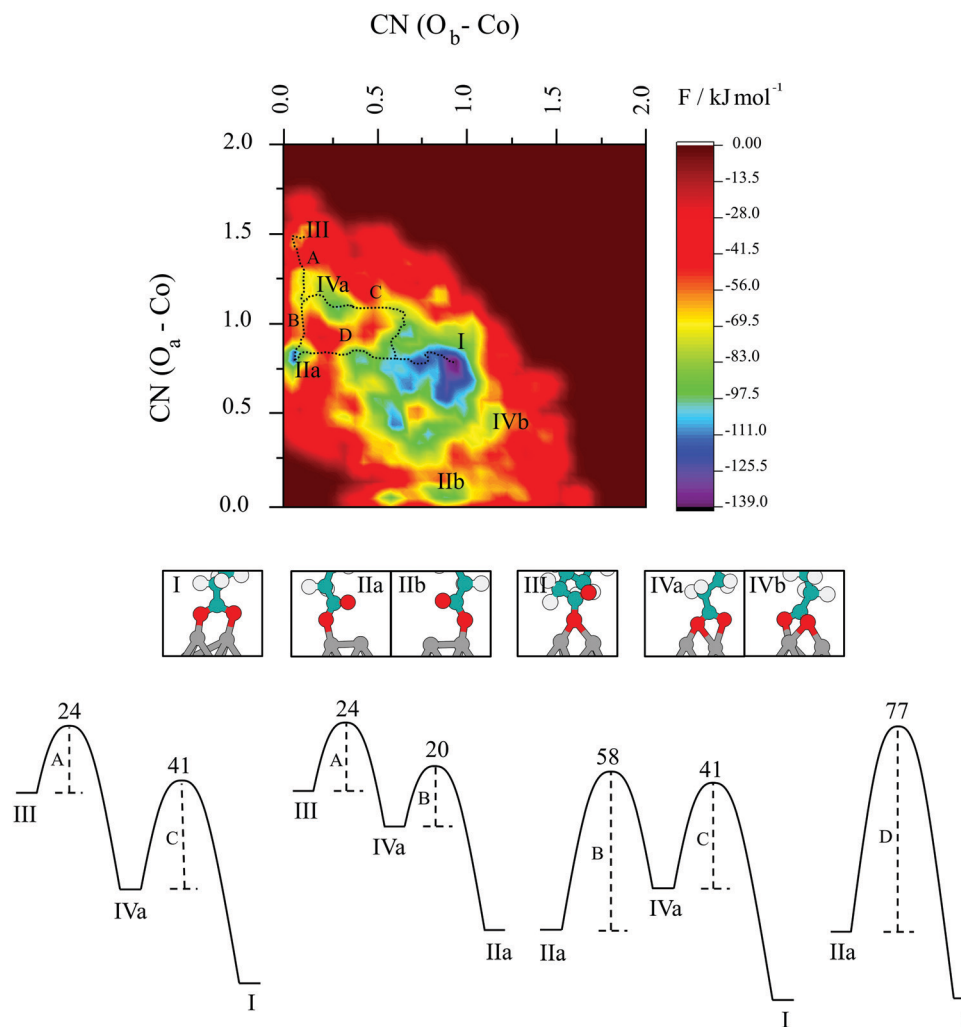 CN (O_b - Co)
0.0 0.5 1.0 1.5 2.0
F / kJ mol⁻¹
CN (O_a - Co)
2.0
1.5
1.0
0.5
0.0
III
A
IVa
C
B
D
I
IIa
IVb
IIb
0.00
-13.5
-28.0
-41.5
-55.0
-69.5
-83.0
-97.5
-111.0
-125.5
-139.0
I IIa IIb III IVa IVb
24
A
III
41
C
IVa
I
24
A
III
20
B
IVa
IIa
58
B
IIa
41
C
IVa
I
77
D
IIa